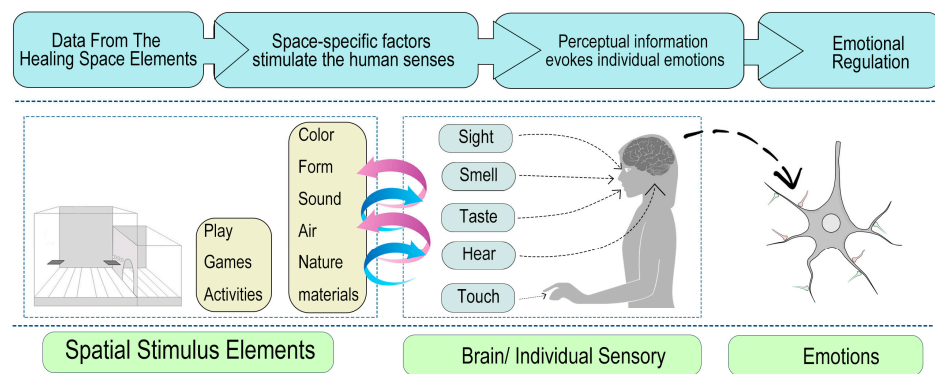 Data From The
Healing Space Elements
Space-specific factors
stimulate the human senses
Perceptual information
evokes individual emotions
Emotional
Regulation
Play
Games
Activities
Color
Form
Sound
Air
Nature
materials
Sight
Smell
Taste
Hear
Touch
Spatial Stimulus Elements
Brain/ Individual Sensory
Emotions